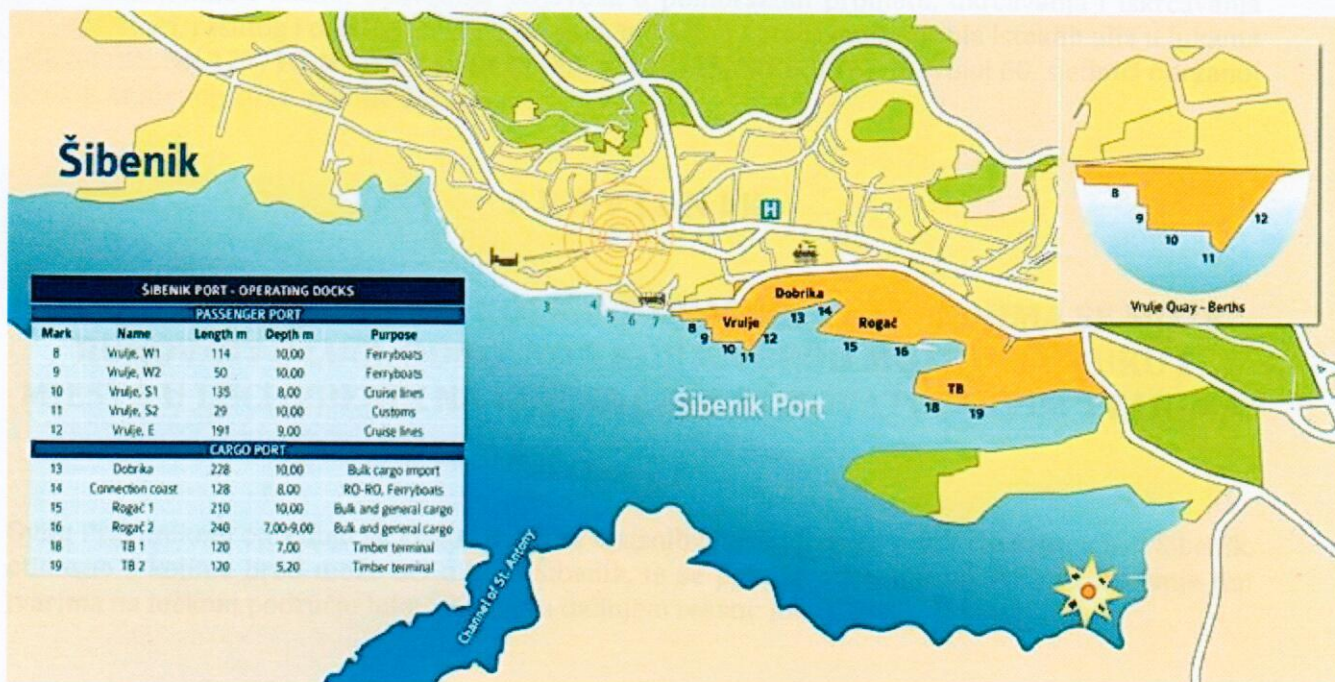 Šibenik
H
ŠIBENIK PORT - OPERATING DOCKS
PASSENGER PORT
Mark Name Length m Depth m Purpose
8 Vrulje, W1 114 10,00 Ferryboats
9 Vrulje, W2 50 10,00 Ferryboats
10 Vrulje, S1 135 8,00 Cruise lines
11 Vrulje, S2 29 10,00 Customs
12 Vrulje, E 191 9,00 Cruise lines
CARGO PORT
13 Dobrika 228 10,00 Bulk cargo import
14 Connection coast 128 8,00 RO-RO, Ferryboats
15 Rogač 1 210 10,00 Bulk and general cargo
16 Rogač 2 240 7,00-9,00 Bulk and general cargo
18 TB 1 120 7,00 Timber terminal
19 TB 2 120 5,20 Timber terminal
3
4
5
6
7
8
9
10
11
12
13
14
15
16
18
19
Dobrika
Vrulje
Rogač
TB
Šibenik Port
Channel of St. Antony
8
9
10
11
12
Vrulje Quay - Berths